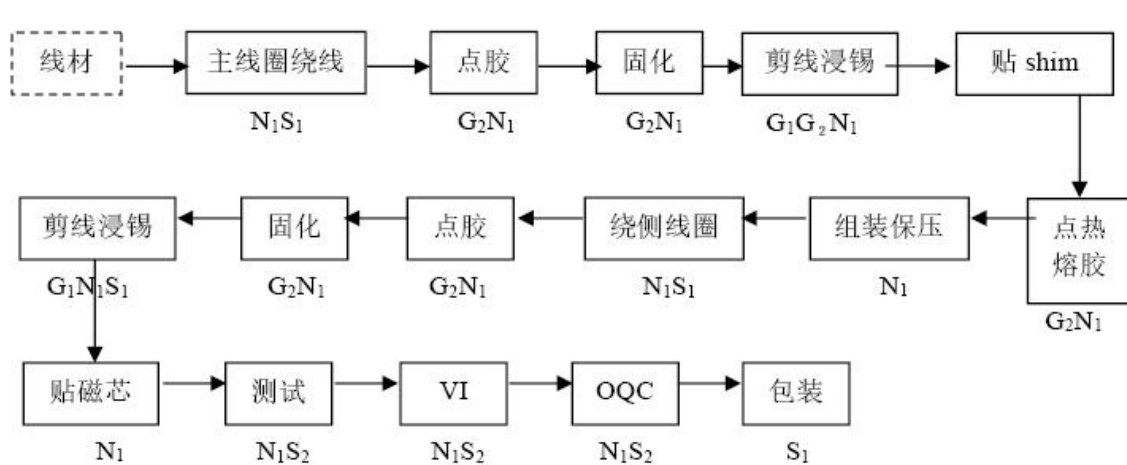 线材 主线圈绕线 点胶 固化 剪线浸锡 贴 shim
N₁S₁ G₂N₁ G₂N₁ G₁G₂N₁
剪线浸锡 固化 点胶 绕侧线圈 组装保压 点热
熔胶
G₁N₁S₁ G₂N₁ G₂N₁ N₁S₁ N₁ G₂N₁
贴磁芯 测试 VI OQC 包装
N₁ N₁S₂ N₁S₂ N₁S₂ S₁